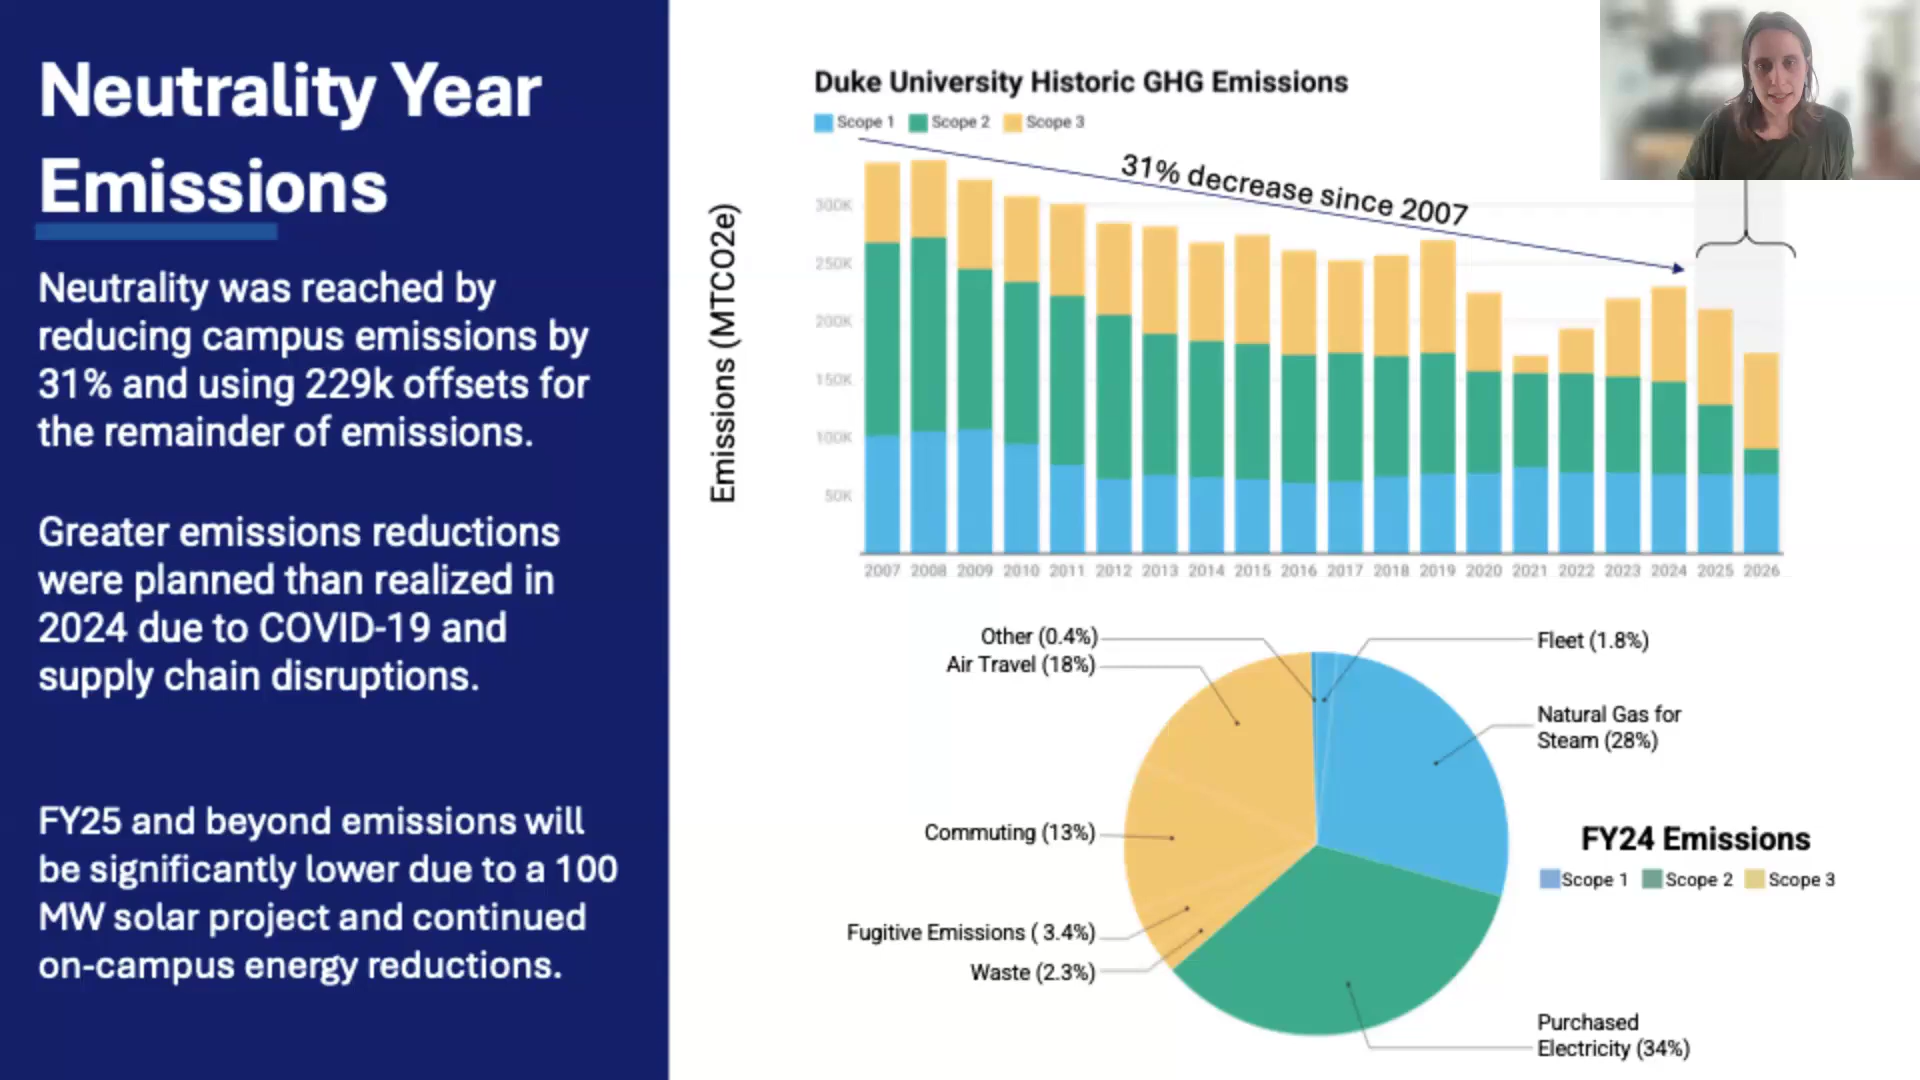 Neutrality Year
Emissions
Neutrality was reached by
reducing campus emissions by
31% and using 229k offsets for
the remainder of emissions.
Greater emissions reductions
were planned than realized in
2024 due to COVID-19 and
supply chain disruptions.
FY25 and beyond emissions will
be significantly lower due to a 100
MW solar project and continued
on-campus energy reductions.
Duke University Historic GHG Emissions
Scope 1 Scope 2 Scope 3
31% decrease since 2007
Emissions (MTCO2e)
300K
250K
200K
150K
100K
50K
2007 2008 2009 2010 2011 2012 2013 2014 2015 2016 2017 2018 2019 2020 2021 2022 2023 2024 2025 2026
Other (0.4%)
Air Travel (18%)
Commuting (13%)
Fugitive Emissions ( 3.4%)
Waste (2.3%)
Fleet (1.8%)
Natural Gas for
Steam (28%)
FY24 Emissions
Scope 1 Scope 2 Scope 3
Purchased
Electricity (34%)